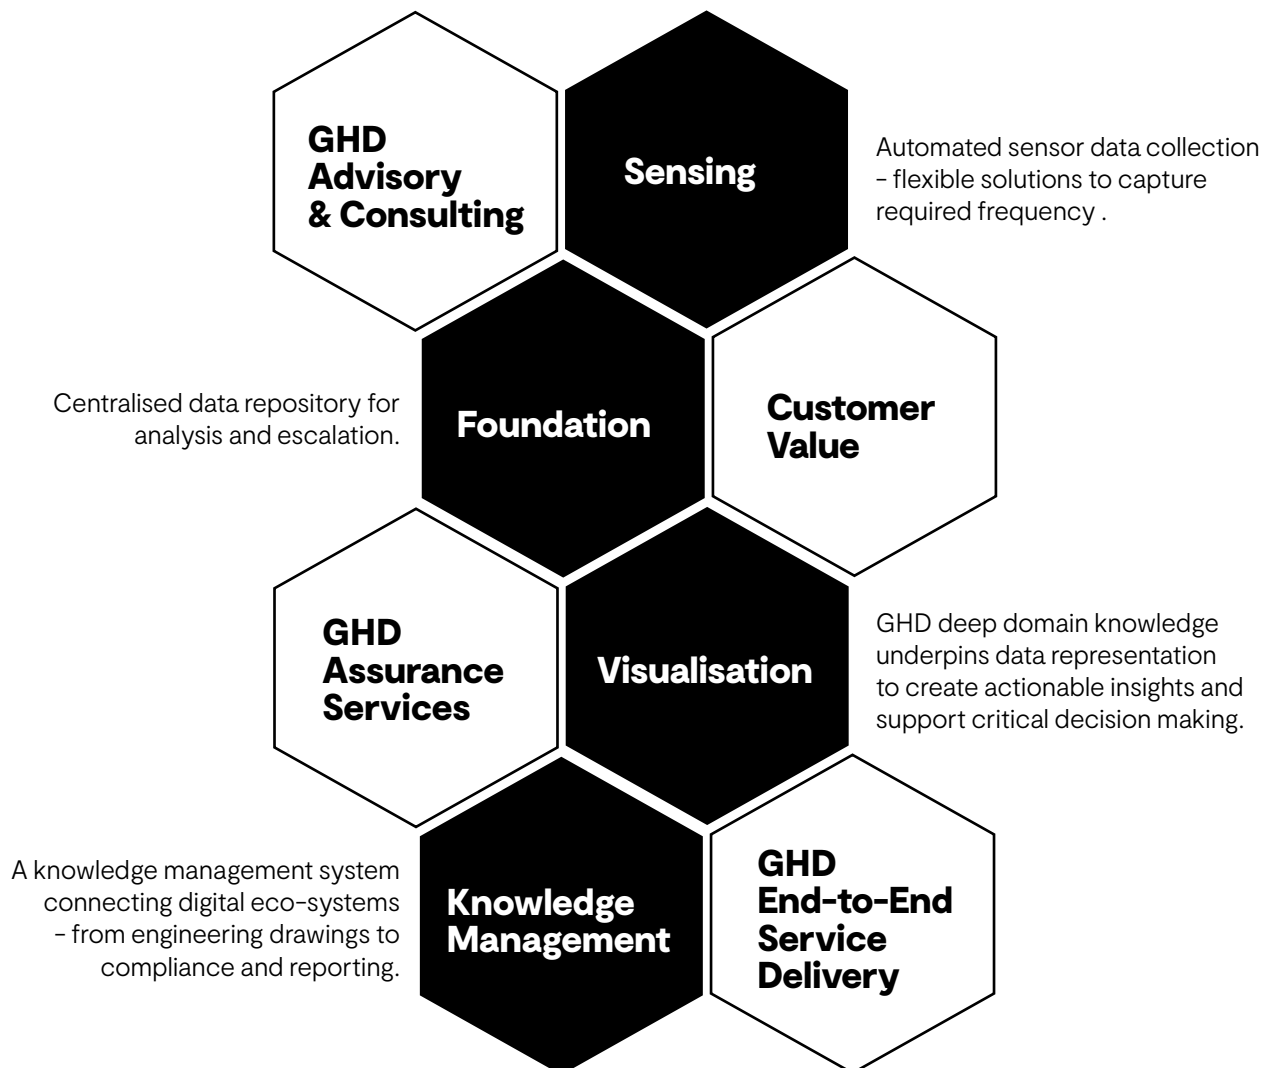 GHD
Advisory
& Consulting
Sensing
Automated sensor data collection
– flexible solutions to capture
required frequency .
Centralised data repository for
analysis and escalation.
Foundation
Customer
Value
GHD
Assurance
Services
Visualisation
GHD deep domain knowledge
underpins data representation
to create actionable insights and
support critical decision making.
A knowledge management system
connecting digital eco-systems
– from engineering drawings to
compliance and reporting.
Knowledge
Management
GHD
End-to-End
Service
Delivery